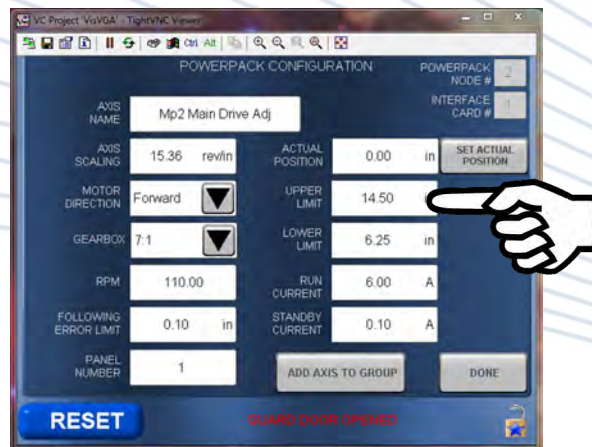 VC Project 'VisVGA' - TightVNC Viewer
Ctrl Alt
POWERPACK CONFIGURATION
POWERPACK NODE # 2
INTERFACE CARD #
AXIS NAME Mp2 Main Drive Adj
AXIS SCALING 15.36 rev/in ACTUAL POSITION 0.00 in SET ACTUAL POSITION
MOTOR DIRECTION Forward UPPER LIMIT 14.50
GEARBOX 7:1 LOWER LIMIT 6.25 in
RPM 110.00 RUN CURRENT 6.00 A
FOLLOWING ERROR LIMIT 0.10 in STANDBY CURRENT 0.10 A
PANEL NUMBER 1 ADD AXIS TO GROUP DONE
RESET GUARD DOOR OPENED